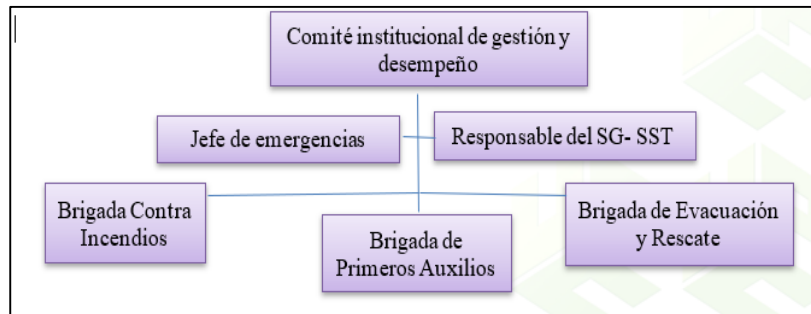 Comité institucional de gestión y
desempeño
Jefe de emergencias
Responsable del SG- SST
Brigada Contra
Incendios
Brigada de
Primeros Auxilios
Brigada de Evacuación
y Rescate